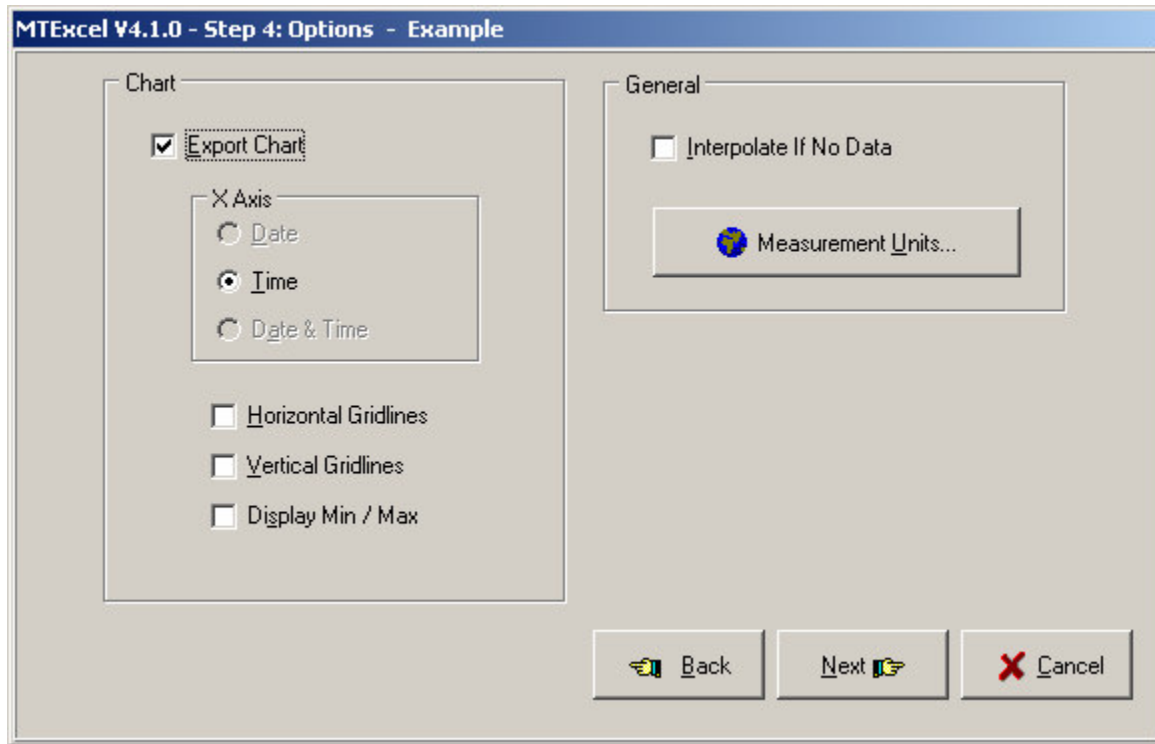 MTExcel V4.1.0 - Step 4: Options - Example
Chart
Export Chart
X Axis
Date
Time
Date & Time
Horizontal Gridlines
Vertical Gridlines
Display Min / Max
General
Interpolate If No Data
Measurement Units...
Back
Next
Cancel